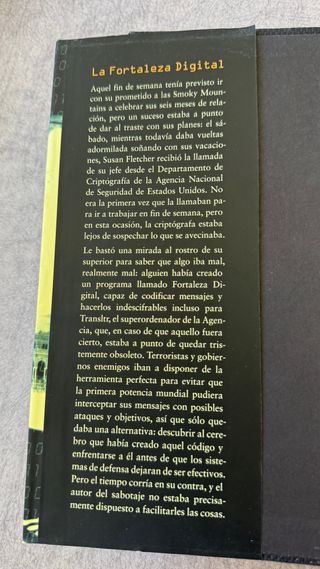 La Fortaleza Digital
Aquel fin de semana tenía previsto ir
con su prometido a las Smoky Moun-
tains a celebrar sus seis meses de rela-
ción, pero un suceso estaba a punto
de dar al traste con sus planes: el sá-
bado, mientras todavía daba vueltas
adormilada soñando con sus vacacio-
nes, Susan Fletcher recibió la llamada
de su jefe desde el Departamento de
Criptografía de la Agencia Nacional
de Seguridad de Estados Unidos. No
era la primera vez que la llamaban pa-
ra ir a trabajar en fin de semana, pero
en esta ocasión, la criptógrafa estaba
lejos de sospechar lo que se avecinaba.
Le bastó una mirada al rostro de su
superior para saber que algo iba mal,
realmente mal: alguien había creado
un programa llamado Fortaleza Di-
gital, capaz de codificar mensajes y
hacerlos indescifrables incluso para
Transltr, el superordenador de la Agen-
cia, que, en caso de que aquello fuera
cierto, estaba a punto de quedar tris-
temente obsoleto. Terroristas y gobier-
nos enemigos iban a disponer de la
herramienta perfecta para evitar que
la primera potencia mundial pudiera
interceptar sus mensajes con posibles
ataques y objetivos, así que sólo que-
daba una alternativa: descubrir al cere-
bro que había creado aquel código y
enfrentarse a él antes de que los siste-
mas de defensa dejaran de ser efectivos.
Pero el tiempo corría en su contra, y el
autor del sabotaje no estaba precisa-
mente dispuesto a facilitarles las cosas.